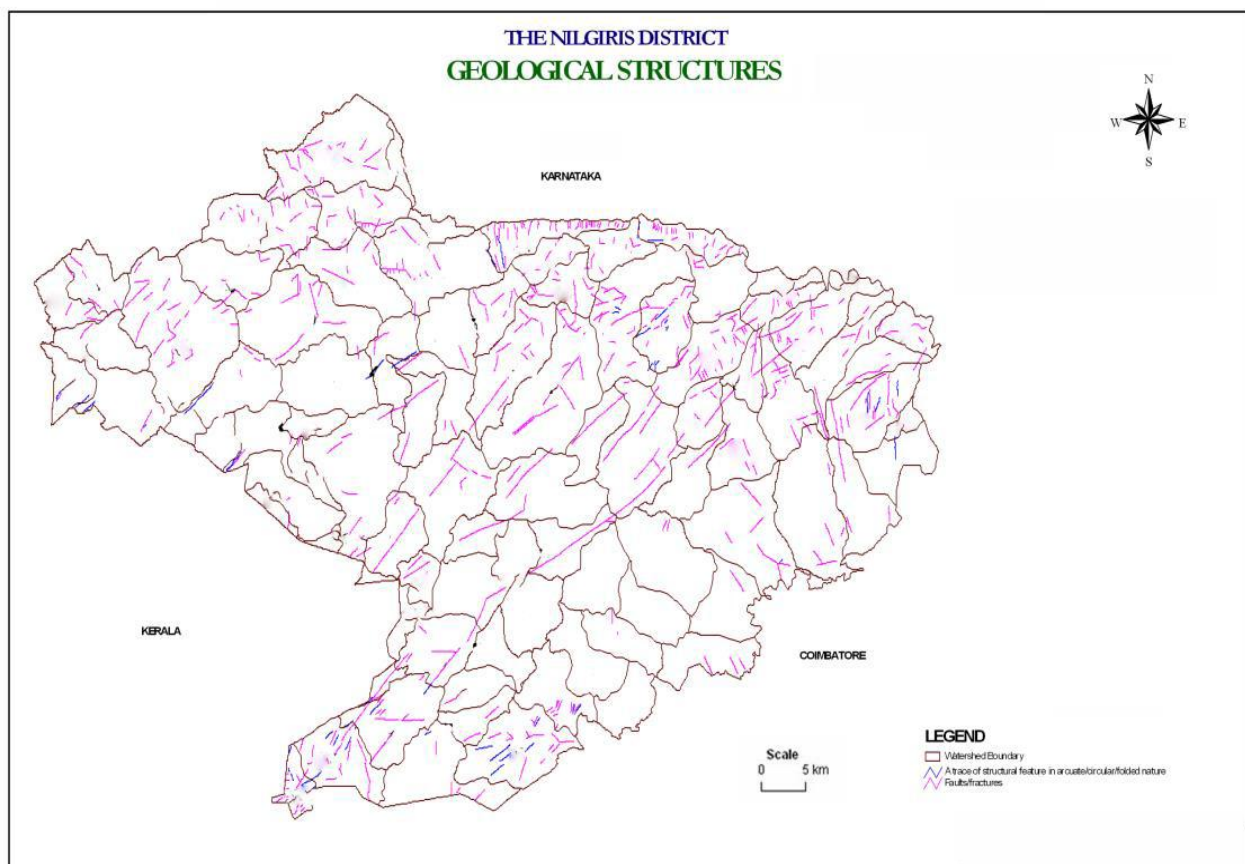 THE NILGIRIS DISTRICT
GEOLOGICAL STRUCTURES
N
W E
S
KARNATAKA
KERALA
COIMBATORE
Scale
0 5 km
LEGEND
Watershed Boundary
A trace of structural feature in arcuate/circular/folded nature
Faults/fractures